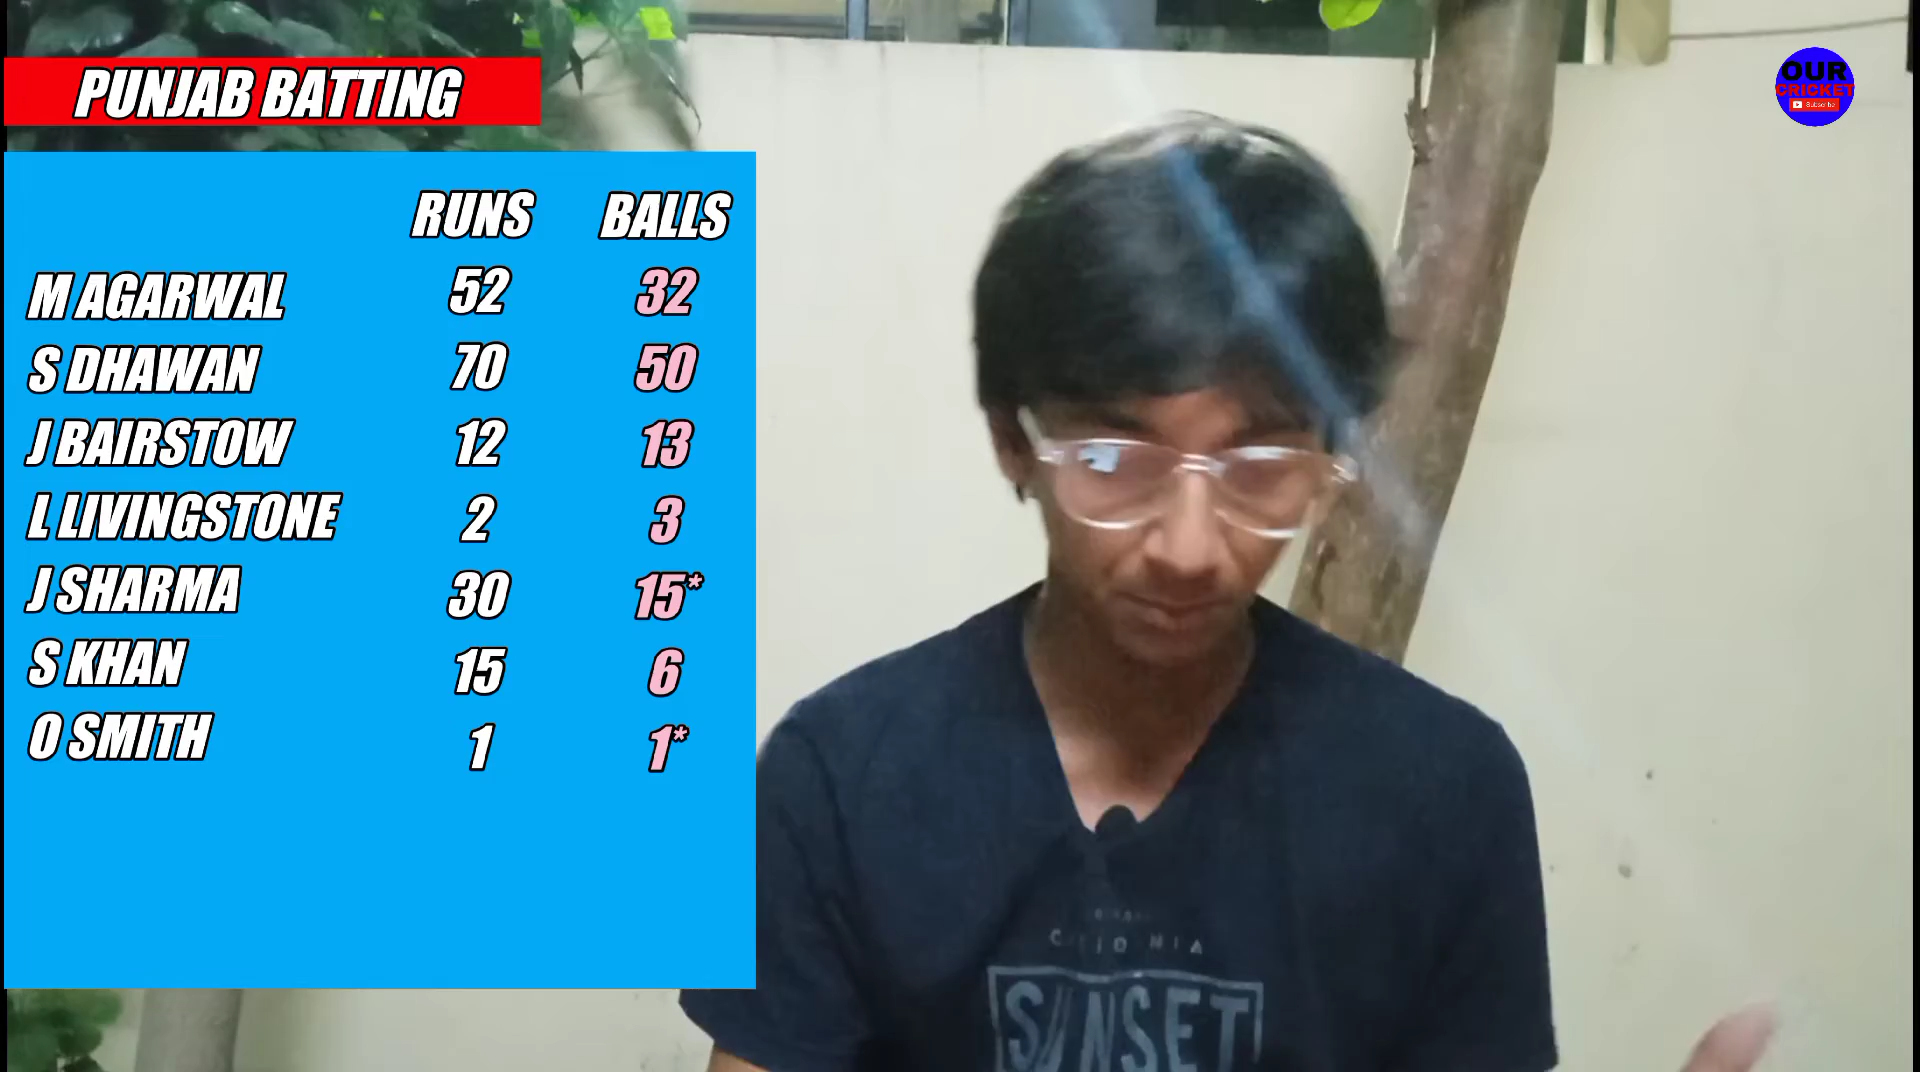 PUNJAB BATTING
OUR
CRICKET
Subscribe
RUNS BALLS
M AGARWAL 52 32
S DHAWAN 70 50
J BAIRSTOW 12 13
L LIVINGSTONE 2 3
J SHARMA 30 15*
S KHAN 15 6
O SMITH 1 1*
SUNSET